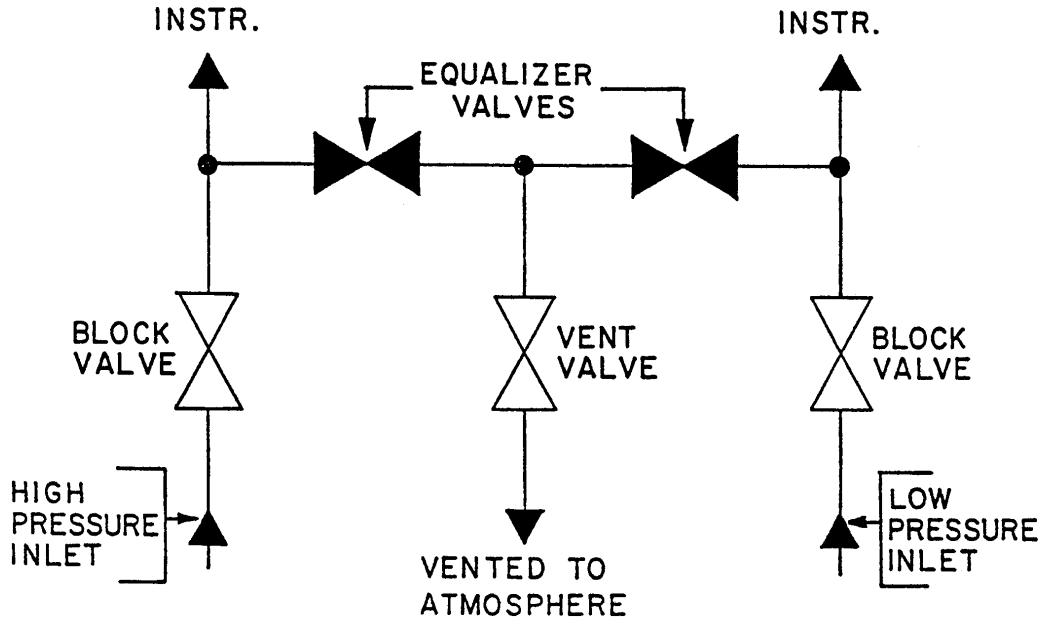 INSTR.
INSTR.
EQUALIZER
VALVES
BLOCK
VALVE
VENT
VALVE
BLOCK
VALVE
HIGH
PRESSURE
INLET
LOW
PRESSURE
INLET
VENTED TO
ATMOSPHERE